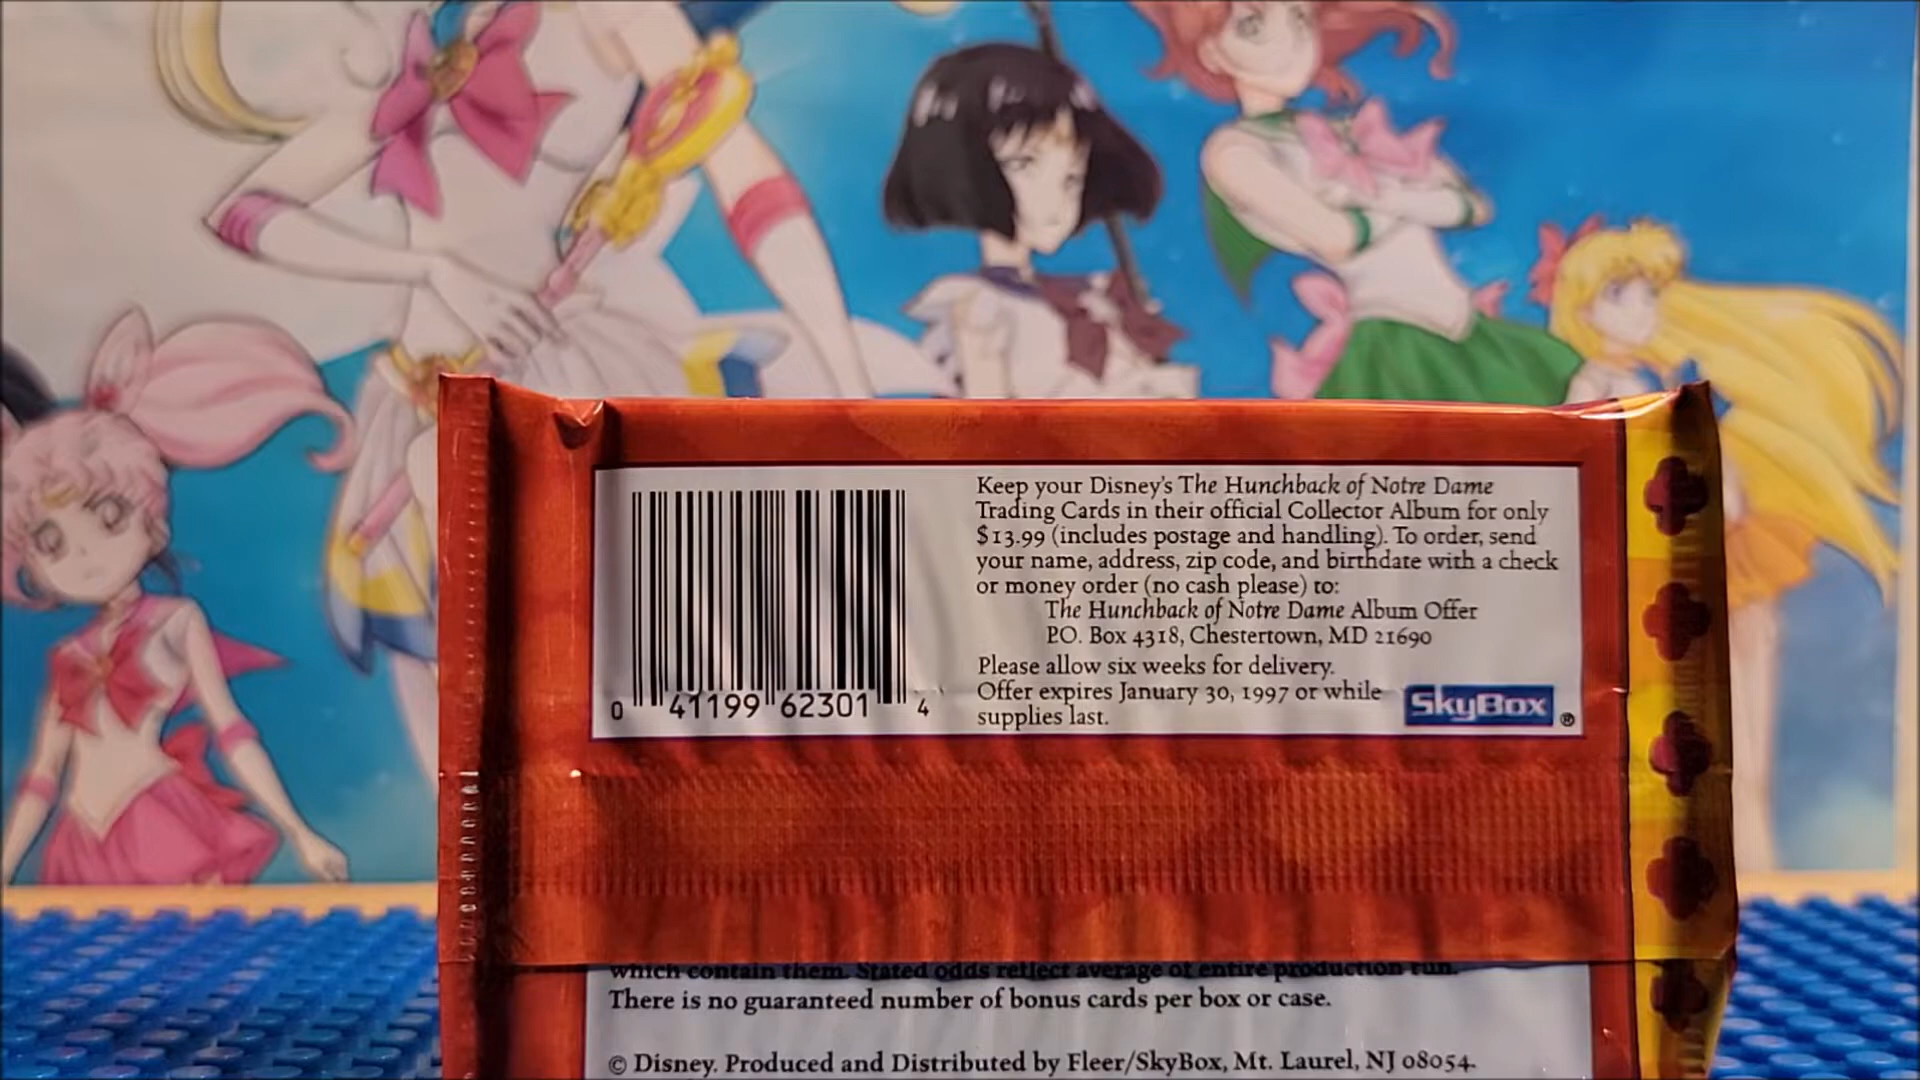 Keep your Disney's The Hunchback of Notre Dame
Trading Cards in their official Collector Album for only
$13.99 (includes postage and handling). To order, send
your name, address, zip code, and birthdate with a check
or money order (no cash please) to:
The Hunchback of Notre Dame Album Offer
P.O. Box 4318, Chestertown, MD 21690
Please allow six weeks for delivery.
Offer expires January 30, 1997 or while
supplies last.
SkyBox ®
0 41199 62301 4
which contain them. Stated odds reflect average of entire production run.
There is no guaranteed number of bonus cards per box or case.
© Disney. Produced and Distributed by Fleer/SkyBox, Mt. Laurel, NJ 08054.